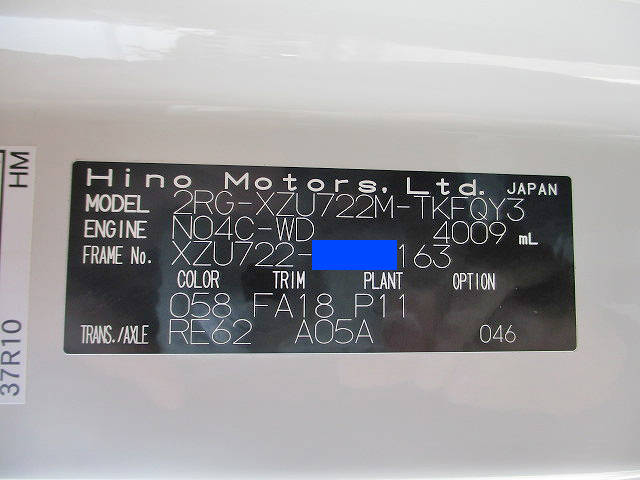 Hino Motors, Ltd. JAPAN
MODEL 2RG-XZU722M-TKFQY3
ENGINE N04C-WD 4009 mL
FRAME No. XZU722- 163
COLOR TRIM PLANT OPTION
058 FA18 P11
TRANS./AXLE RE62 A05A 046
HM
37R10